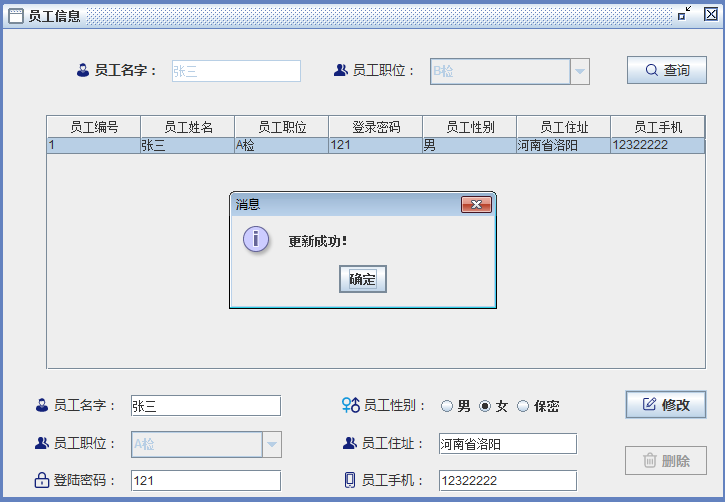 员工信息
员工名字： 张三 员工职位： B检 查询
员工编号 员工姓名 员工职位 登录密码 员工性别 员工住址 员工手机
1 张三 A检 121 男 河南省洛阳 12322222
消息
更新成功!
确定
员工名字： 张三 员工性别： 男 女 保密 修改
员工职位： A检 员工住址： 河南省洛阳
登陆密码： 121 员工手机： 12322222 删除